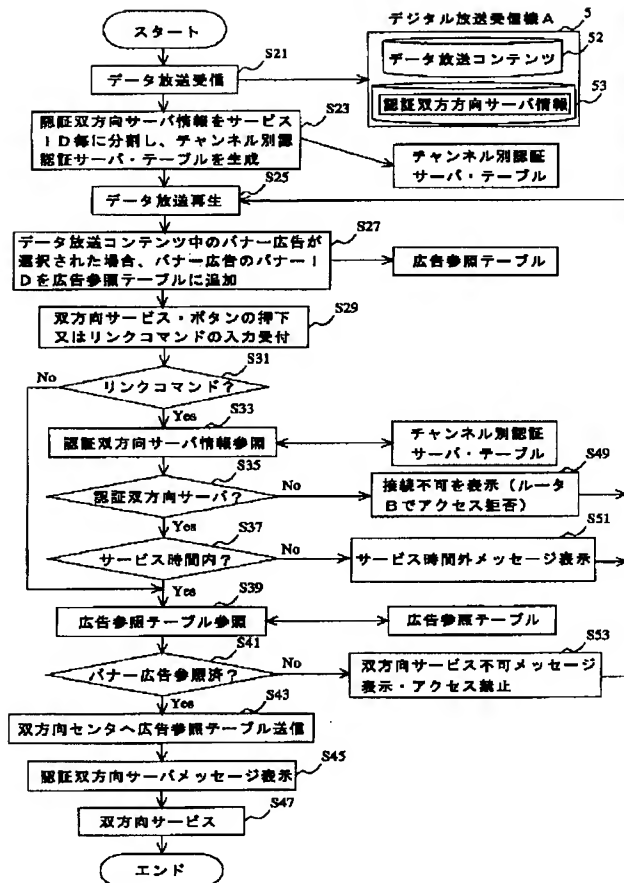 スタート
S21
データ放送受信
デジタル放送受信機A
5
52
データ放送コンテンツ
53
認証双方方向サーバ情報
S23
認証双方向サーバ情報をサービス
ID毎に分割し、チャンネル別認
認証サーバ・テーブルを生成
チャンネル別認証
サーバ・テーブル
S25
データ放送再生
S27
データ放送コンテンツ中のバナー広告が
選択された場合、バナー広告のバナーI
Dを広告参照テーブルに追加
広告参照テーブル
S29
双方向サービス・ボタンの押下
又はリンクコマンドの入力受付
S31
No
リンクコマンド?
Yes
S33
認証双方向サーバ情報参照
チャンネル別認証
サーバ・テーブル
S35
認証双方向サーバ?
No
S49
接続不可を表示(ルータ
Bでアクセス拒否)
Yes
S37
サービス時間内?
No
S51
サービス時間外メッセージ表示
Yes
S39
広告参照テーブル参照
広告参照テーブル
S41
バナー広告参照済?
No
S53
双方向サービス不可メッセージ
表示・アクセス禁止
Yes
S43
双方向センタへ広告参照テーブル送信
S45
認証双方向サーバメッセージ表示
S47
双方向サービス
エンド